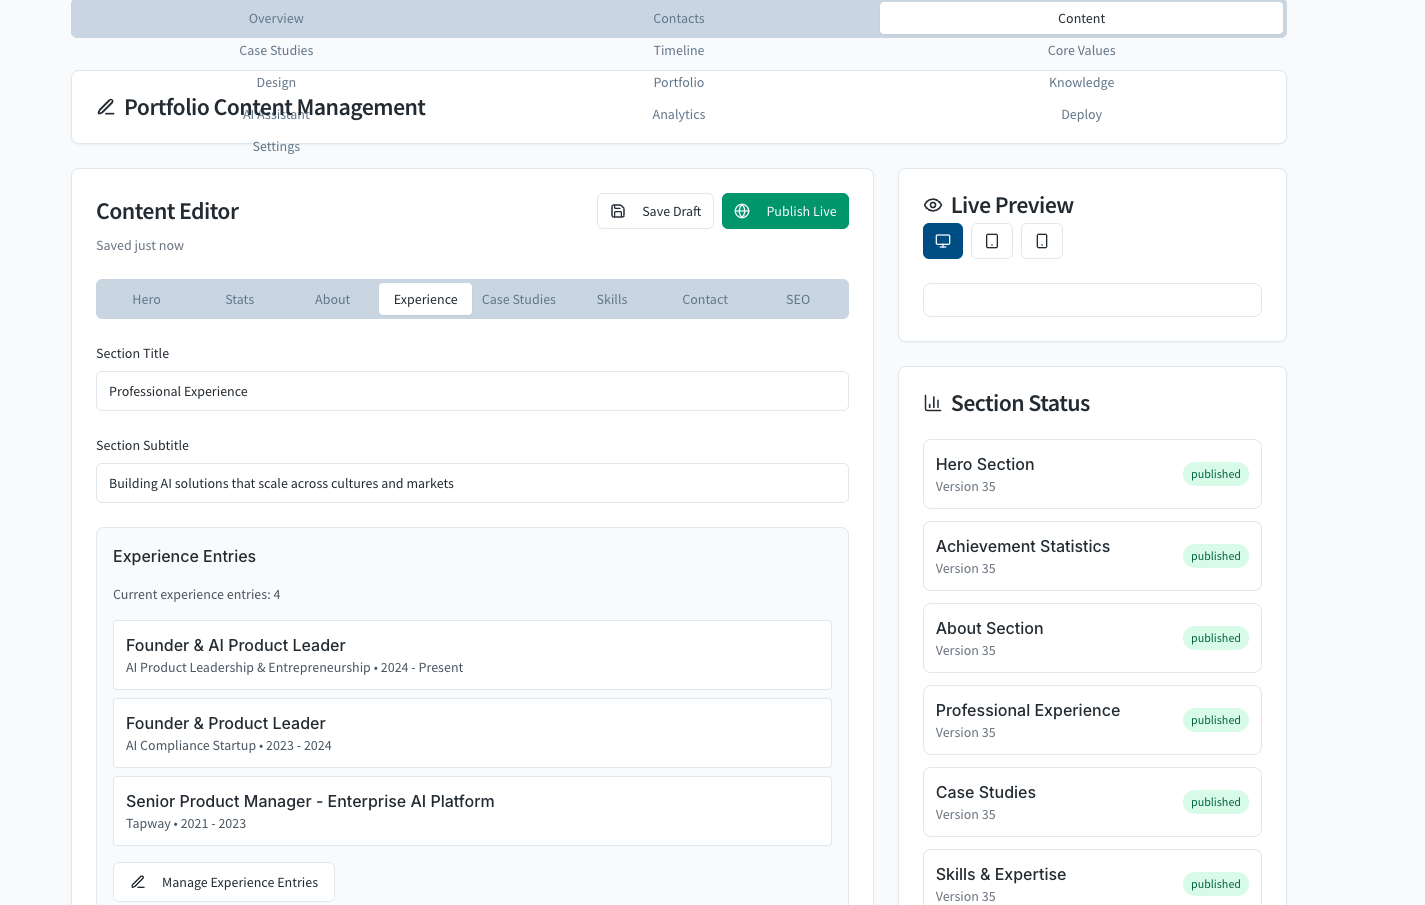 Overview
Contacts
Content
Case Studies
Timeline
Core Values
Design
Portfolio
Knowledge
Portfolio Content Management
AI Assistant
Analytics
Deploy
Settings
Content Editor
Save Draft
Publish Live
Saved just now
Hero
Stats
About
Experience
Case Studies
Skills
Contact
SEO
Section Title
Professional Experience
Section Subtitle
Building AI solutions that scale across cultures and markets
Experience Entries
Current experience entries: 4
Founder & AI Product Leader
AI Product Leadership & Entrepreneurship • 2024 - Present
Founder & Product Leader
AI Compliance Startup • 2023 - 2024
Senior Product Manager - Enterprise AI Platform
Tapway • 2021 - 2023
Manage Experience Entries
Live Preview
Section Status
Hero Section
Version 35
published
Achievement Statistics
Version 35
published
About Section
Version 35
published
Professional Experience
Version 35
published
Case Studies
Version 35
published
Skills & Expertise
Version 35
published